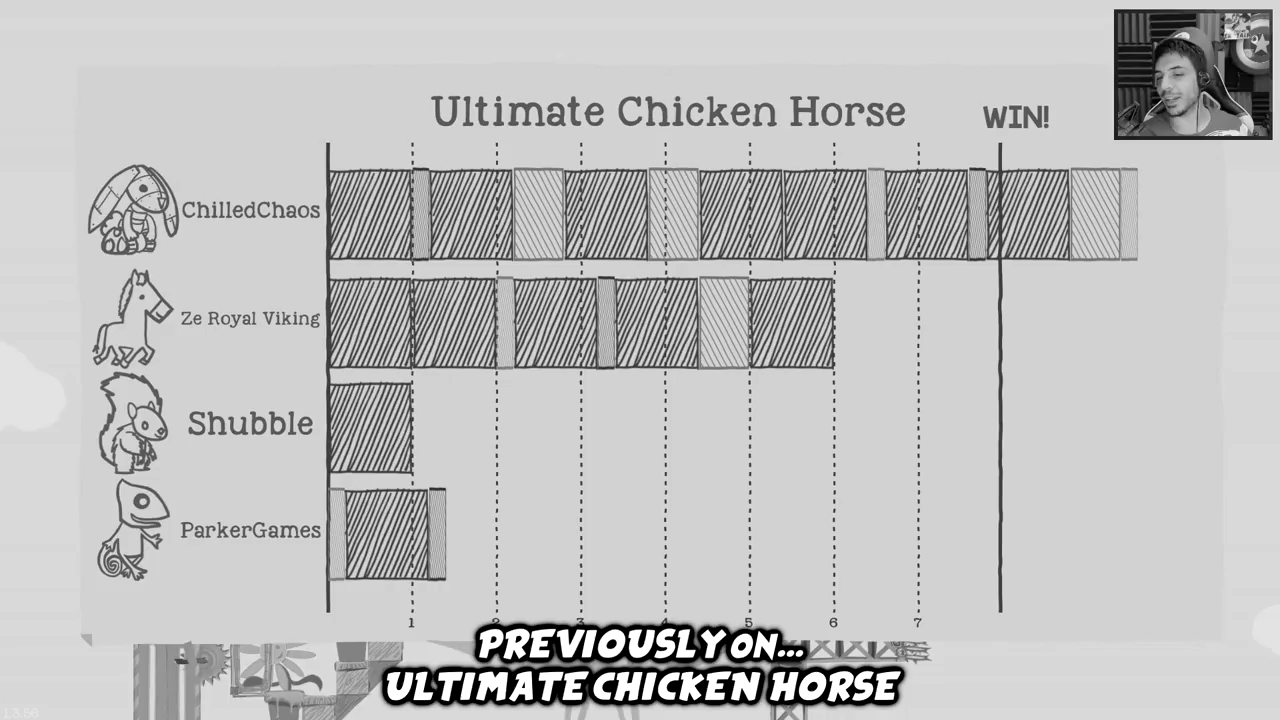 Ultimate Chicken Horse
WIN!
ChilledChaos
Ze Royal Viking
Shubble
ParkerGames
1 2 3 4 5 6 7
PREVIOUSLY ON...
ULTIMATE CHICKEN HORSE